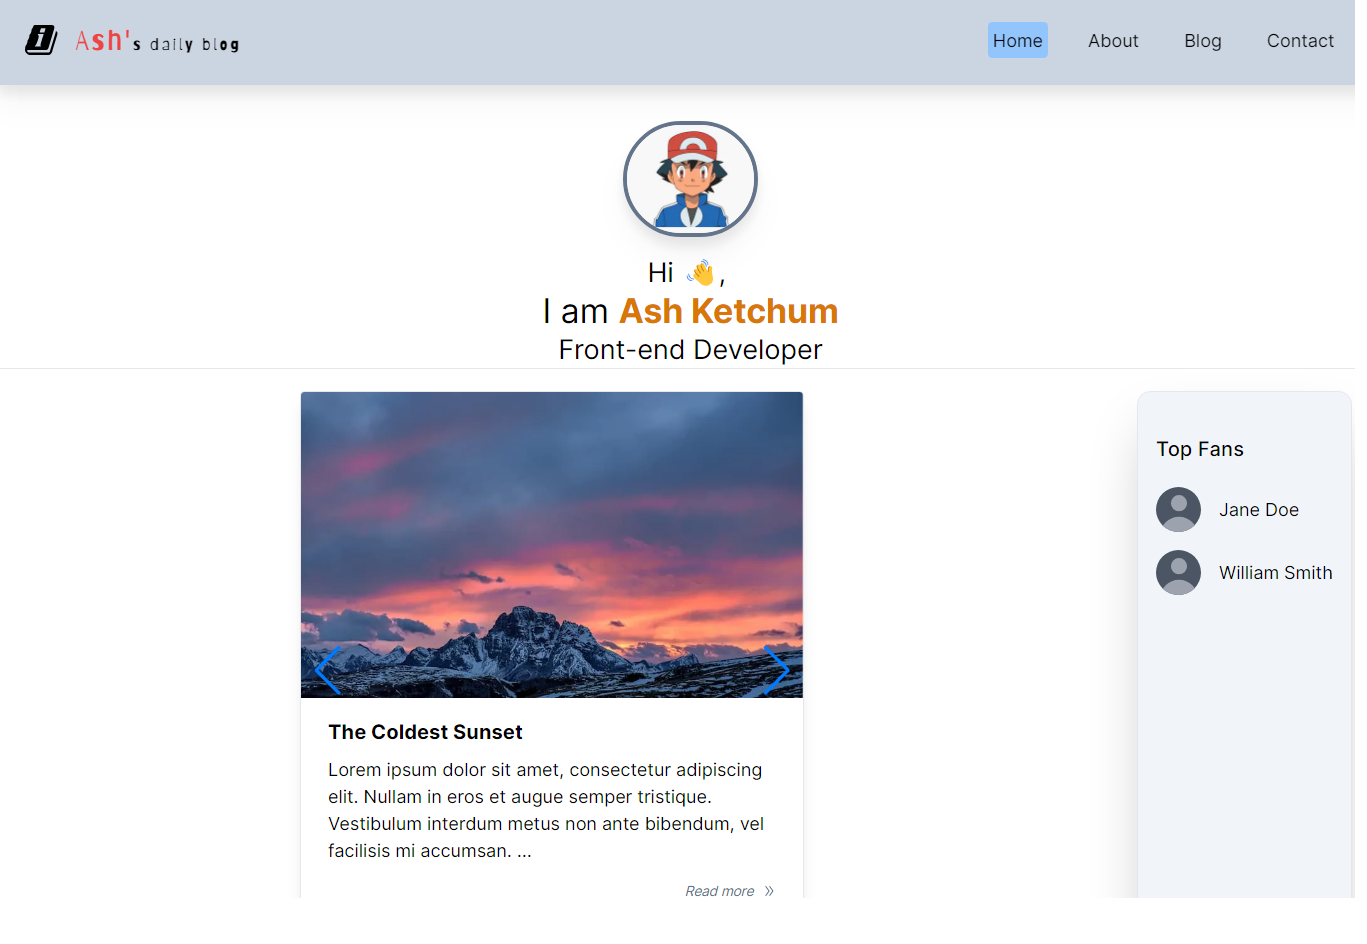 i Ash's daily blog
Home About Blog Contact
Hi 👋,
I am Ash Ketchum
Front-end Developer
The Coldest Sunset
Lorem ipsum dolor sit amet, consectetur adipiscing
elit. Nullam in eros et augue semper tristique.
Vestibulum interdum metus non ante bibendum, vel
facilisis mi accumsan. ...
Read more »
Top Fans
Jane Doe
William Smith